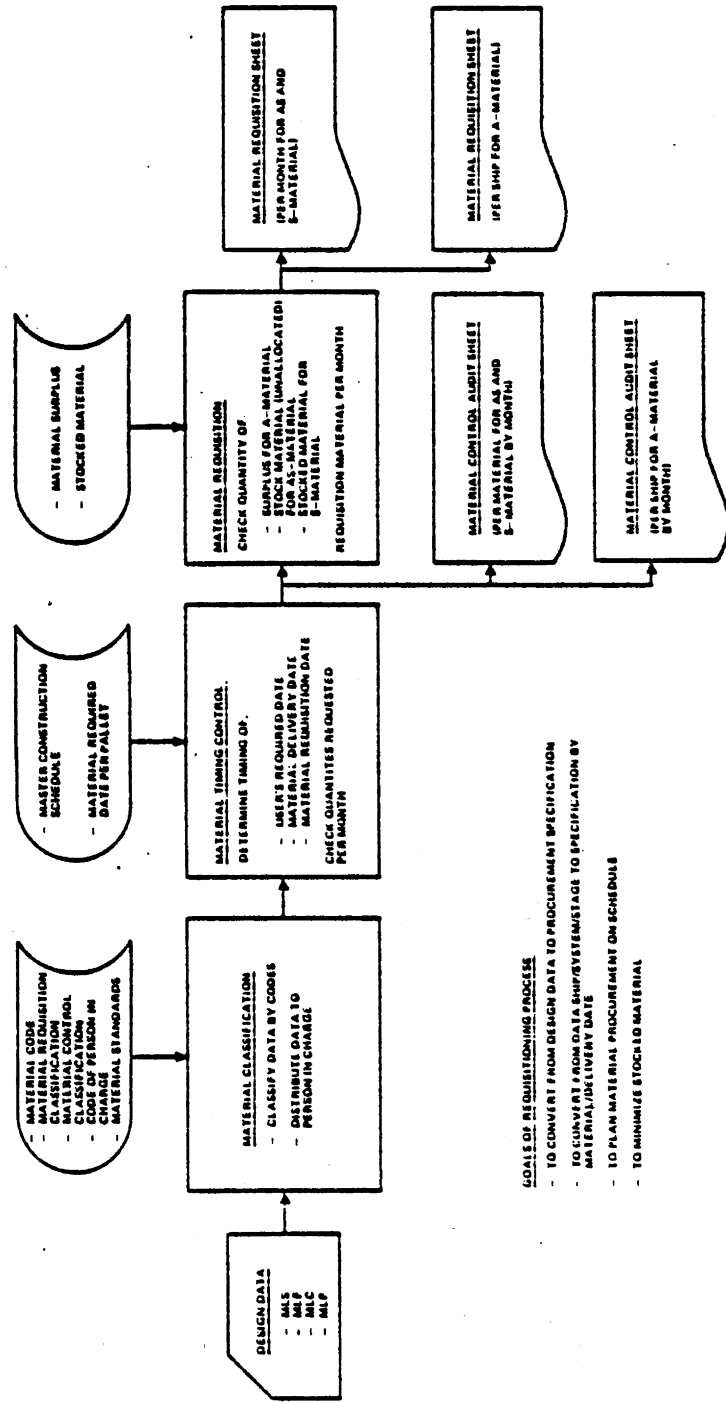 DESIGN DATA
- MLS
- MLF
- MLC
- MLP
- MATERIAL CODE
- MATERIAL REQUISITION
CLASSIFICATION
- MATERIAL CONTROL
CLASSIFICATION
- CODE OF PERSON IN
CHARGE
- MATERIAL STANDARDS
MATERIAL CLASSIFICATION
- CLASSIFY DATA BY CODES
- DISTRIBUTE DATA TO
PERSON IN CHARGE
- MASTER CONSTRUCTION
SCHEDULE
- MATERIAL REQUIRED
DATE PER PALLET
MATERIAL TIMING CONTROL
DETERMINE TIMING OF.
- USER'S REQUIRED DATE
- MATERIAL DELIVERY DATE
- MATERIAL REQUISITION DATE
CHECK QUANTITES REQUESTED
PER MONTH
- MATERIAL SURPLUS
- STOCKED MATERIAL
MATERIAL REQUISITION
CHECK QUANTITY OF.
- SURPLUS FOR A-MATERIAL
- STOCK MATERIAL (UNALLOCATED)
FOR AS-MATERIAL
- STOCKED MATERIAL FOR
S-MATERIAL
REQUISITION MATERIAL PER MONTH
MATERIAL REQUISITION SHEET
(PER MONTH FOR AS AND
S-MATERIAL)
MATERIAL REQUISITION SHEET
(PER SHIP FOR A-MATERIAL)
MATERIAL CONTROL AUDIT SHEET
(PER MATERIAL FOR AS AND
S-MATERIAL BY MONTH)
MATERIAL CONTROL AUDIT SHEET
(PER SHIP FOR A-MATERIAL
BY MONTH)
GOALS OF REQUISITIONING PROCESS
- TO CONVERT FROM DESIGN DATA TO PROCUREMENT SPECIFICATION
- TO CONVERT FROM DATA SHIP/SYSTEM/STAGE TO SPECIFICATION BY
MATERIAL/DELIVERY DATE
- TO PLAN MATERIAL PROCUREMENT ON SCHEDULE
- TO MINIMIZE STOCKED MATERIAL